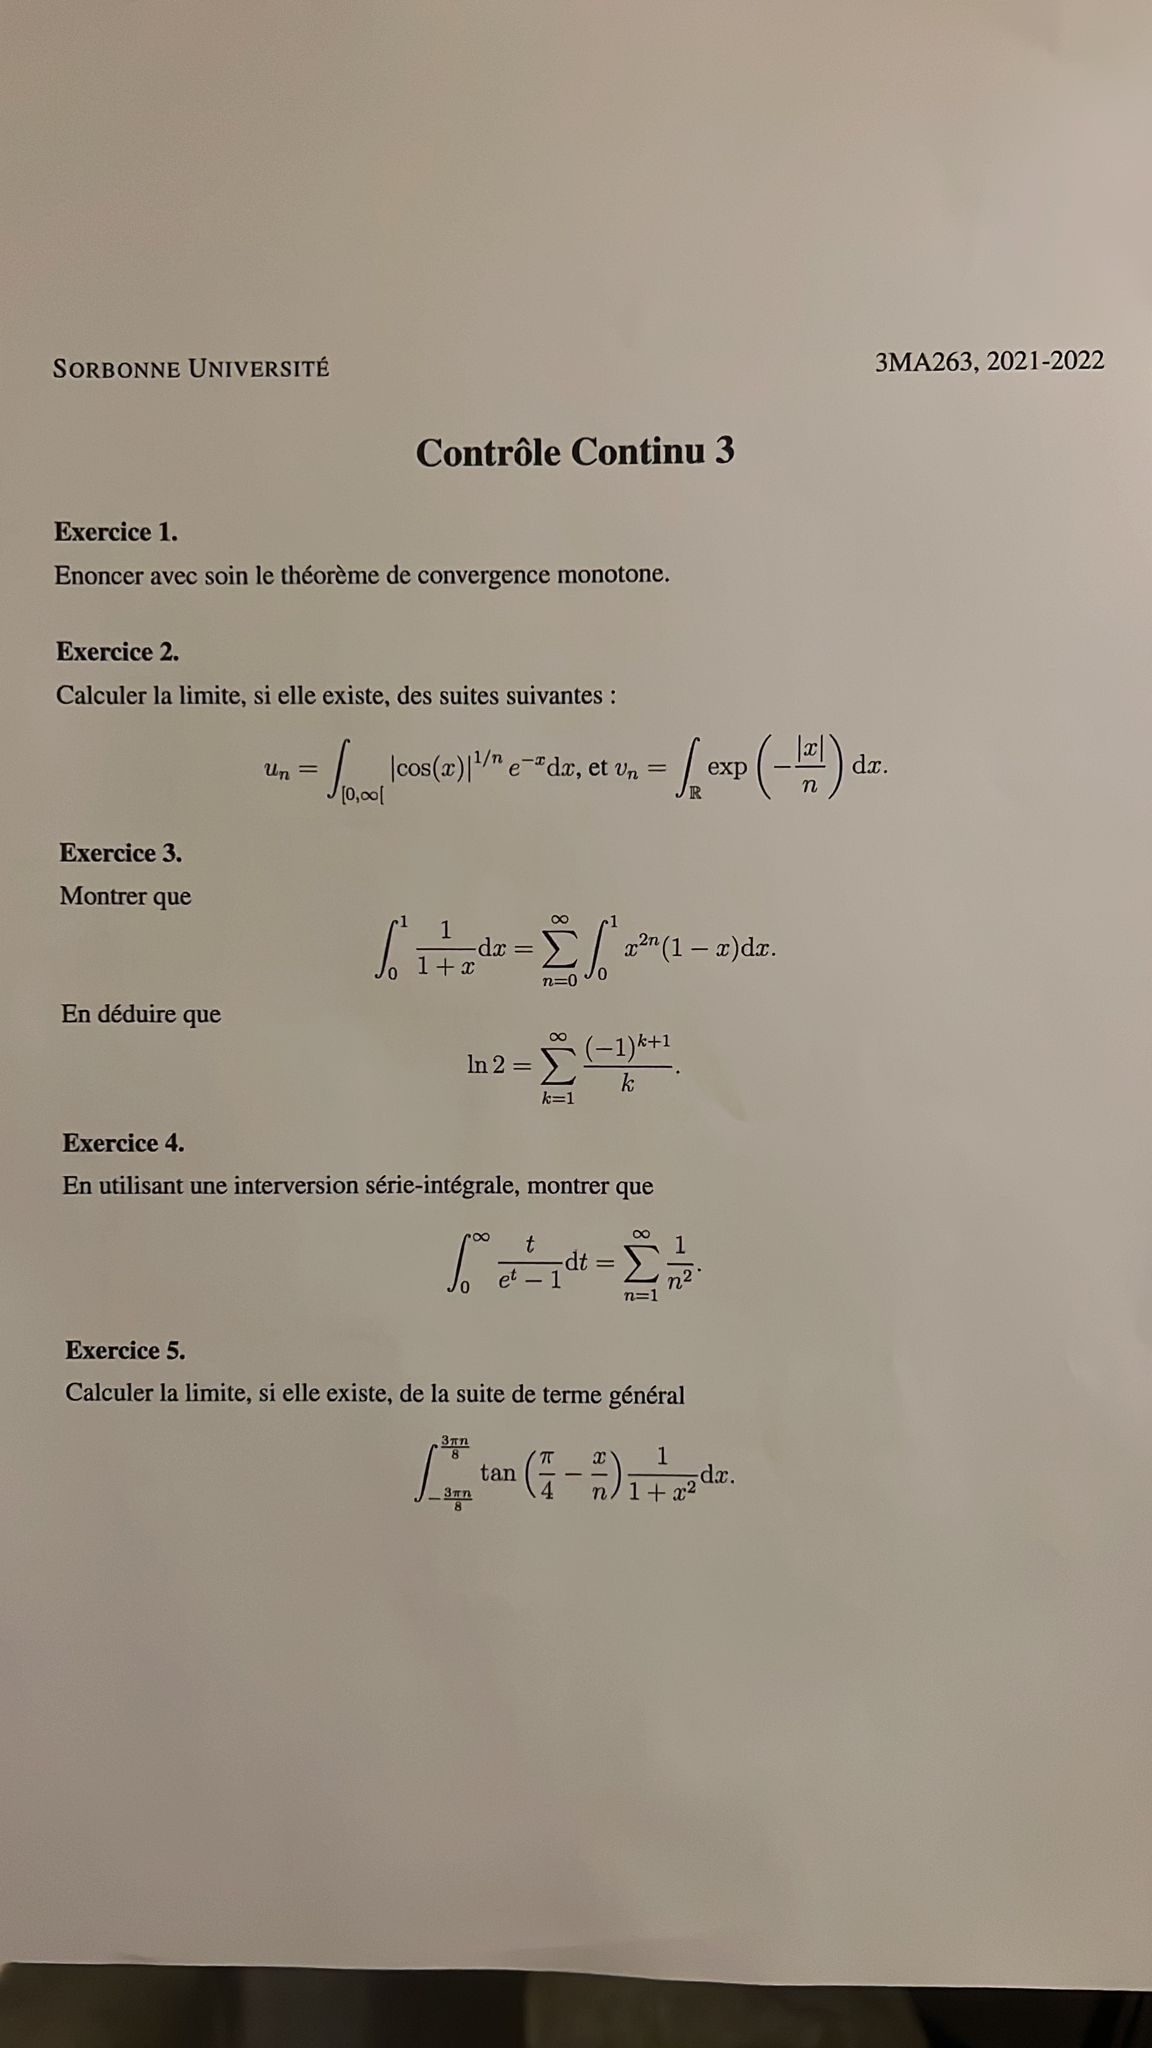 SORBONNE UNIVERSITÉ
3MA263, 2021-2022
Contrôle Continu 3
Exercice 1.
Enoncer avec soin le théorème de convergence monotone.
Exercice 2.
Calculer la limite, si elle existe, des suites suivantes :
u_n = ∫_{[0,∞[} |cos(x)|^{1/n} e^{-x}dx, et v_n = ∫_ℝ exp(-|x|/n) dx.
Exercice 3.
Montrer que
∫_0^1 1/(1+x) dx = ∑_{n=0}^∞ ∫_0^1 x^{2n}(1 − x)dx.
En déduire que
ln 2 = ∑_{k=1}^∞ (−1)^{k+1}/k.
Exercice 4.
En utilisant une interversion série-intégrale, montrer que
∫_0^∞ t/(e^t − 1) dt = ∑_{n=1}^∞ 1/n^2.
Exercice 5.
Calculer la limite, si elle existe, de la suite de terme général
∫_{-3πn/8}^{3πn/8} tan(π/4 − x/n) 1/(1+x^2) dx.